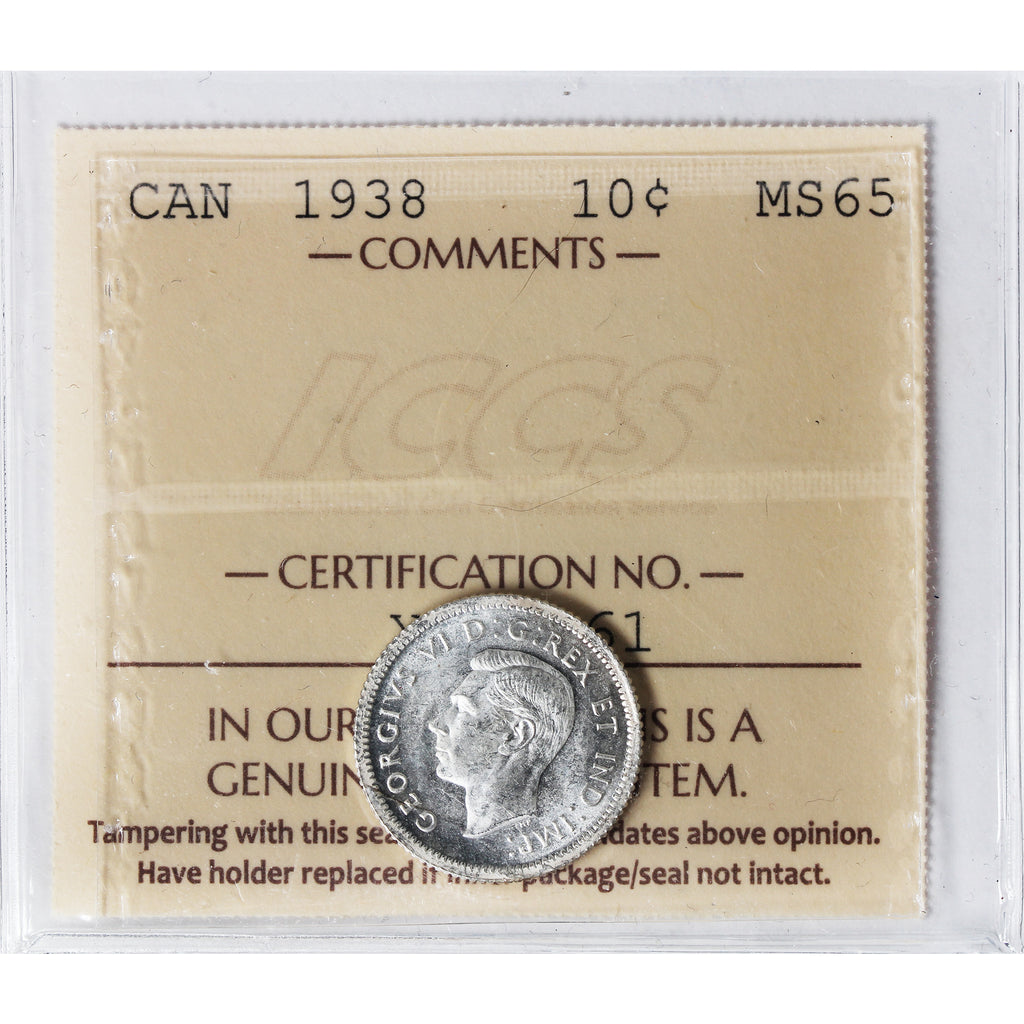 CAN 1938 10¢ MS65
— COMMENTS —
ICCS
— CERTIFICATION NO. —
61
GEORGIVS VI D:G:REX ET IND:IMP:
IN OUR S IS A
GENUIN TEM.
Tampering with this sea dates above opinion.
Have holder replaced if package/seal not intact.